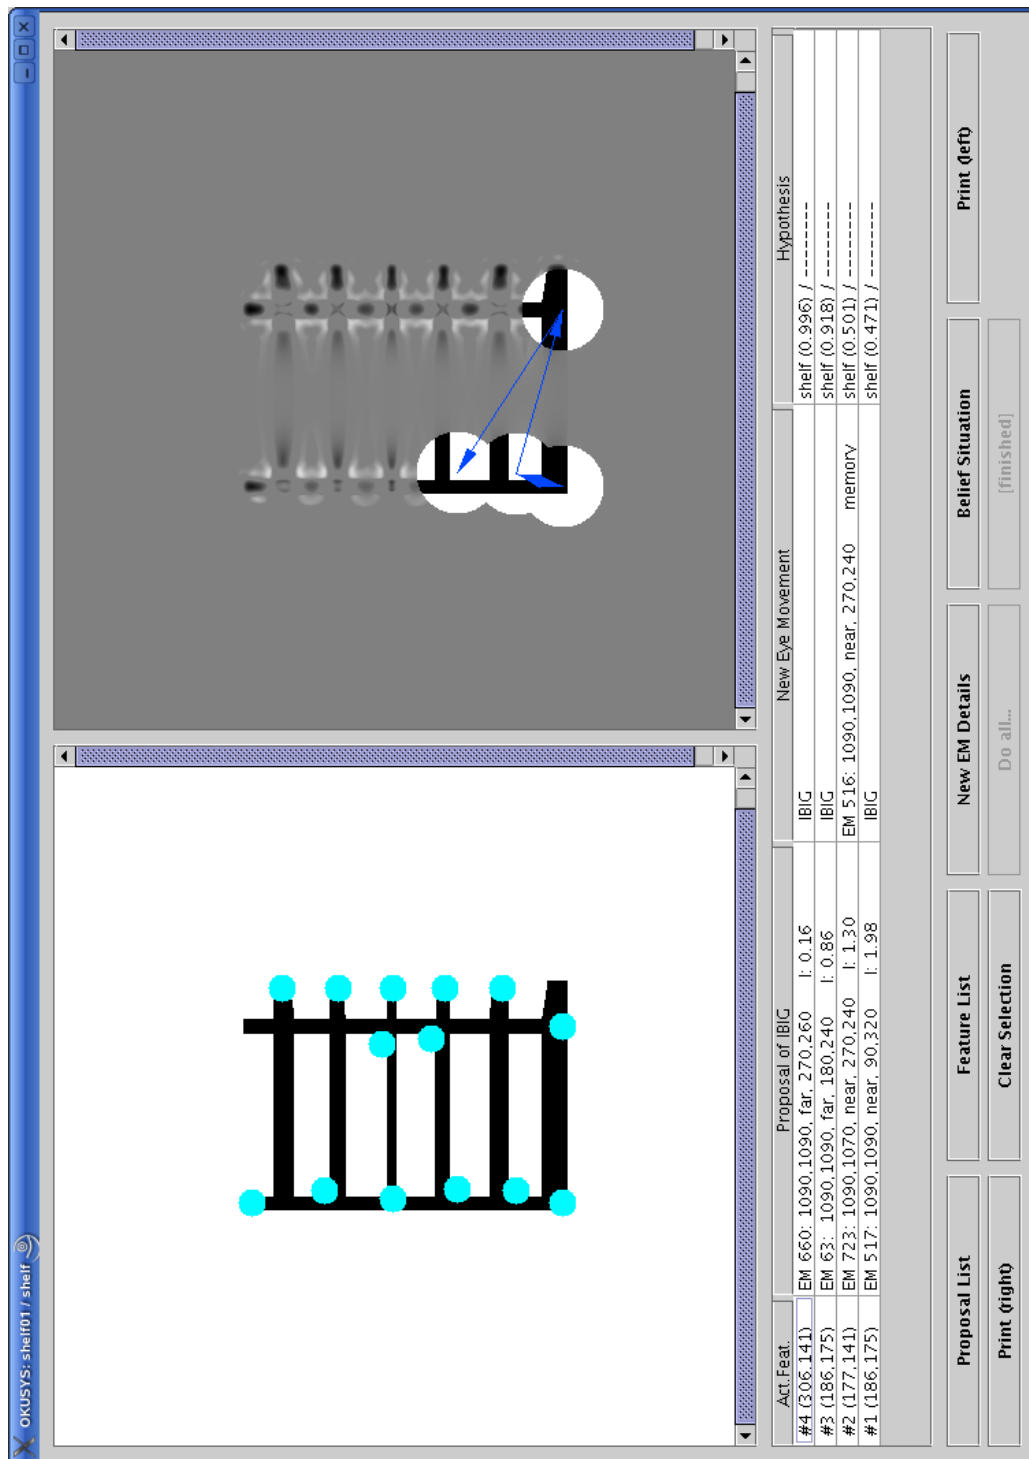 OKUSYS: shelf01 / shelf
Act.Feat. Proposal of IBIG New Eye Movement Hypothesis
#4 (306,141) EM 660: 1090,1090, far, 270,260 I: 0.16 IBIG shelf (0.996) / ---------
#3 (186,175) EM 63: 1090,1090, far, 180,240 I: 0.86 IBIG shelf (0.918) / ---------
#2 (177,141) EM 723: 1090,1070, near, 270,240 I: 1.30 EM 516: 1090,1090, near, 270,240 memory shelf (0.501) / ---------
#1 (186,175) EM 517: 1090,1090, near, 90,320 I: 1.98 IBIG shelf (0.471) / ---------
Proposal List Feature List New EM Details Belief Situation Print (left)
Print (right) Clear Selection Do all... [finished]